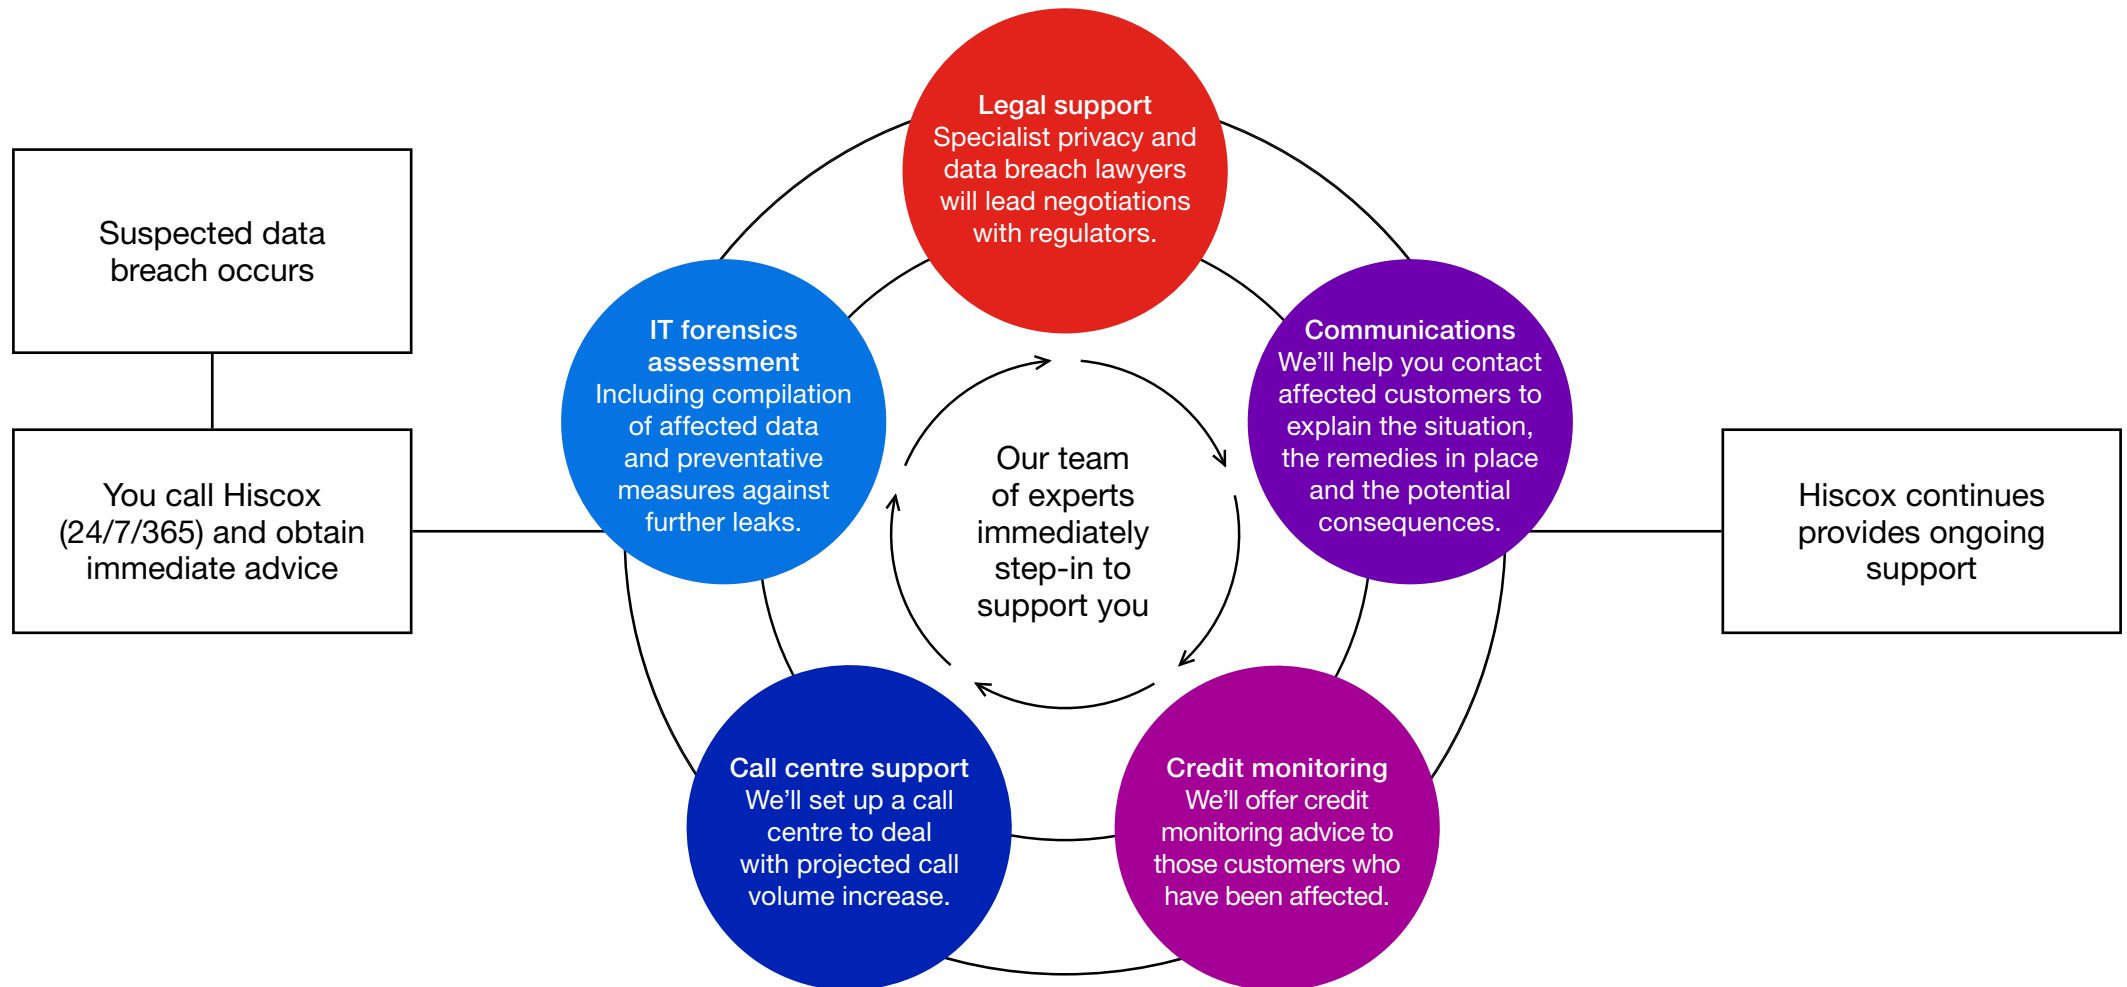 Suspected data
breach occurs
You call Hiscox
(24/7/365) and obtain
immediate advice
IT forensics
assessment
Including compilation
of affected data
and preventative
measures against
further leaks.
Legal support
Specialist privacy and
data breach lawyers
will lead negotiations
with regulators.
Communications
We’ll help you contact
affected customers to
explain the situation,
the remedies in place
and the potential
consequences.
Credit monitoring
We’ll offer credit
monitoring advice to
those customers who
have been affected.
Call centre support
We’ll set up a call
centre to deal
with projected call
volume increase.
Our team
of experts
immediately
step-in to
support you
Hiscox continues
provides ongoing
support